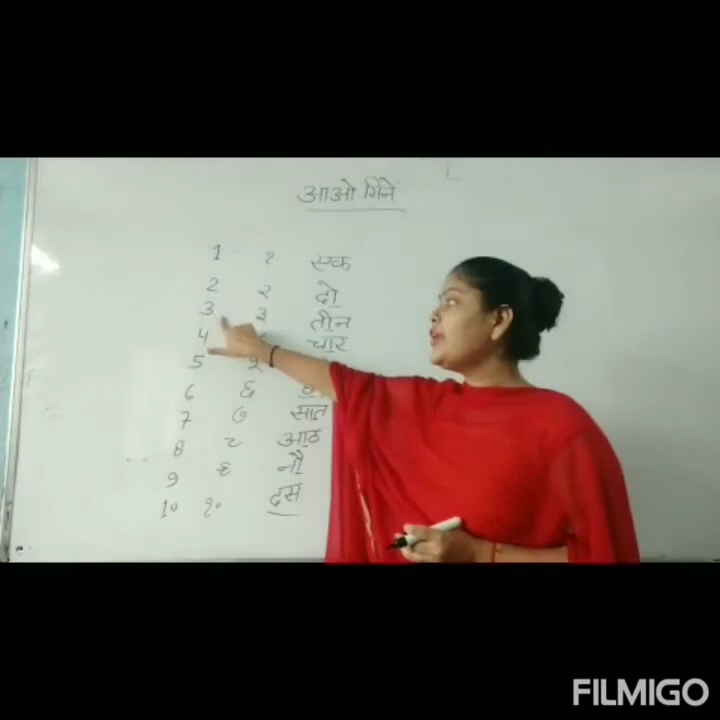 आओ गिनें
1 १ एक
2 २ दो
3 ३ तीन
4 चार
5
6 ६
7 ७ सात
8 ८ आठ
9 ९ नौ
10 १० दस
FILMIGO